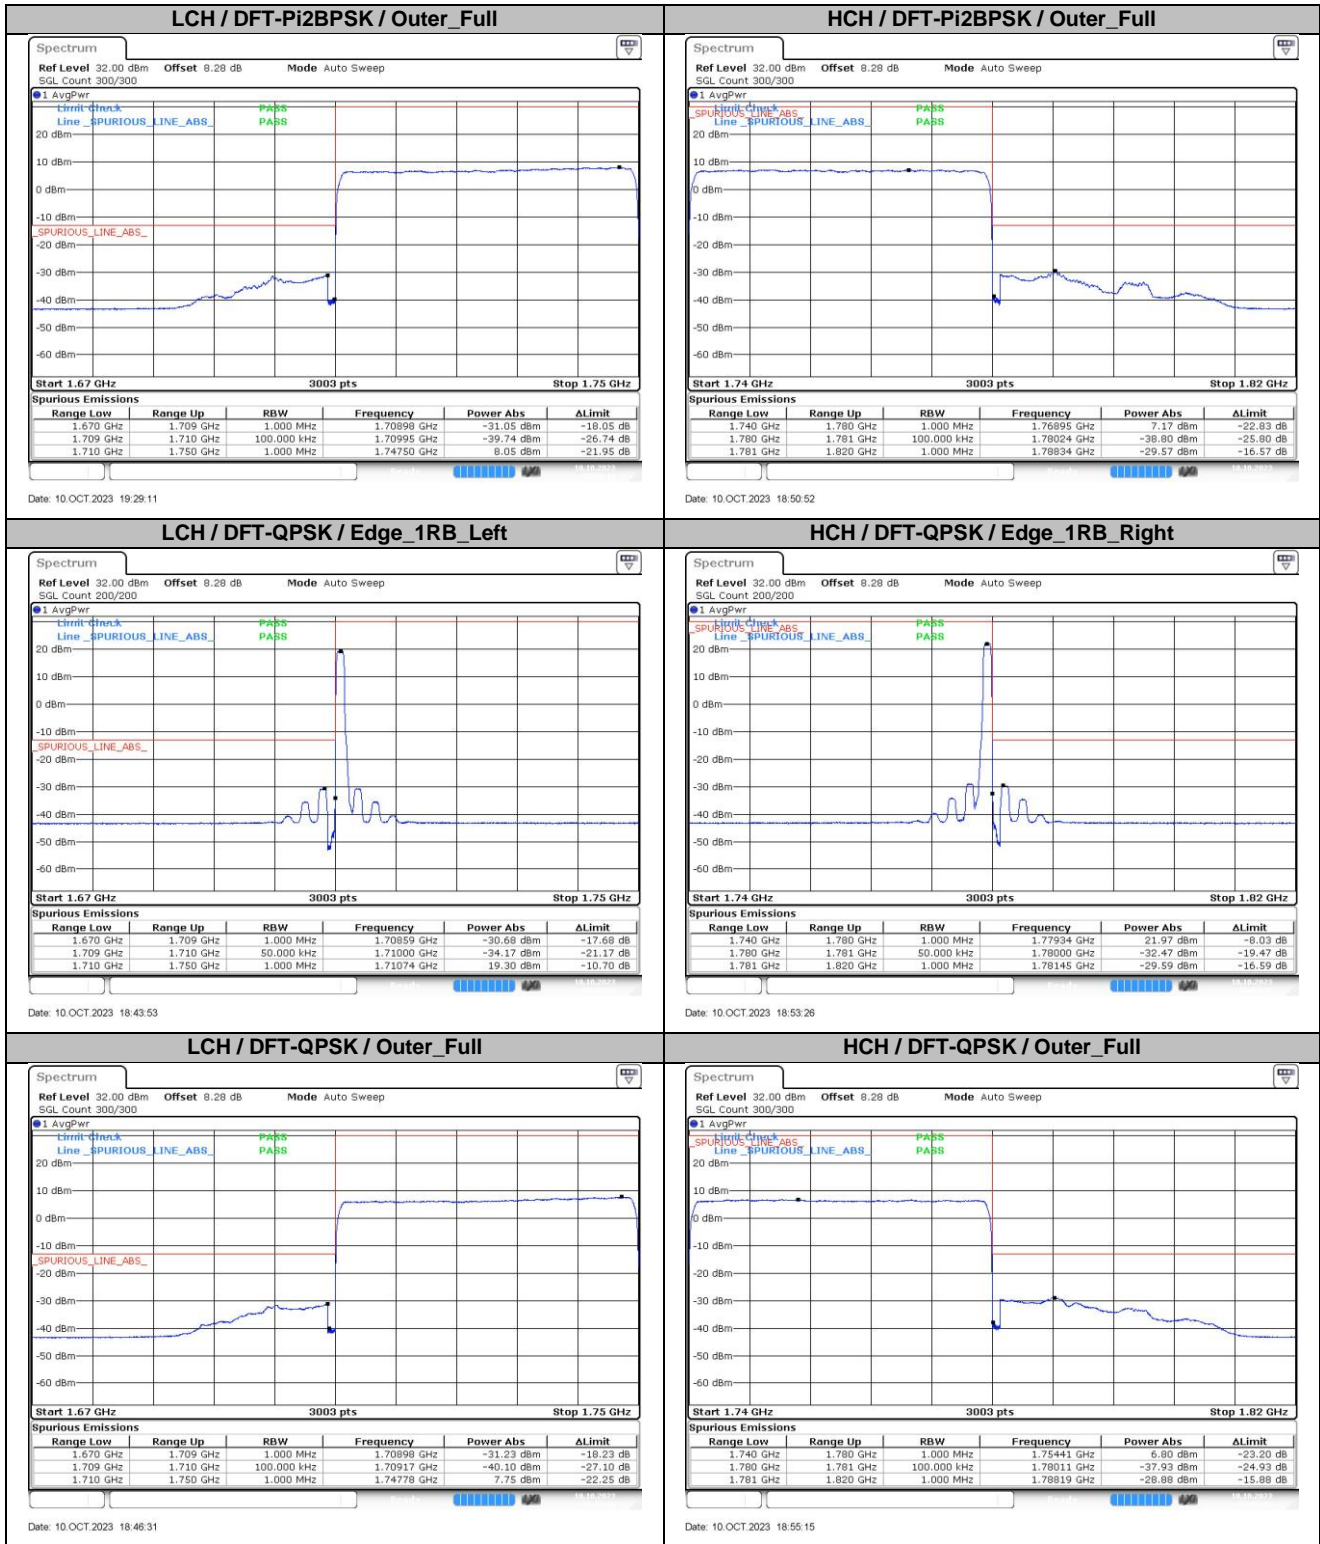 LCH / DFT-Pi2BPSK / Outer_Full
Spectrum
Ref Level 32.00 dBm Offset 8.28 dB Mode Auto Sweep
SGL Count 300/300
1 AvgPwr
Limit Check PASS
Line _SPURIOUS_LINE_ABS_ PASS
20 dBm
10 dBm
0 dBm
-10 dBm
_SPURIOUS_LINE_ABS_
-20 dBm
-30 dBm
-40 dBm
-50 dBm
-60 dBm
Start 1.67 GHz 3003 pts Stop 1.75 GHz
Spurious Emissions
Range Low Range Up RBW Frequency Power Abs ΔLimit
1.670 GHz 1.709 GHz 1.000 MHz 1.70898 GHz -31.05 dBm -18.05 dB
1.709 GHz 1.710 GHz 100.000 kHz 1.70995 GHz -39.74 dBm -26.74 dB
1.710 GHz 1.750 GHz 1.000 MHz 1.74750 GHz 8.05 dBm -21.95 dB
Date: 10.OCT.2023 19:29:11
HCH / DFT-Pi2BPSK / Outer_Full
Spectrum
Ref Level 32.00 dBm Offset 8.28 dB Mode Auto Sweep
SGL Count 300/300
1 AvgPwr
Limit Check PASS
_SPURIOUS_LINE_ABS_
Line _SPURIOUS_LINE_ABS_ PASS
20 dBm
10 dBm
0 dBm
-10 dBm
-20 dBm
-30 dBm
-40 dBm
-50 dBm
-60 dBm
Start 1.74 GHz 3003 pts Stop 1.82 GHz
Spurious Emissions
Range Low Range Up RBW Frequency Power Abs ΔLimit
1.740 GHz 1.780 GHz 1.000 MHz 1.76895 GHz 7.17 dBm -22.83 dB
1.780 GHz 1.781 GHz 100.000 kHz 1.78024 GHz -38.80 dBm -25.80 dB
1.781 GHz 1.820 GHz 1.000 MHz 1.78834 GHz -29.57 dBm -16.57 dB
Date: 10.OCT.2023 18:50:52
LCH / DFT-QPSK / Edge_1RB_Left
Spectrum
Ref Level 32.00 dBm Offset 8.28 dB Mode Auto Sweep
SGL Count 200/200
1 AvgPwr
Limit Check PASS
Line _SPURIOUS_LINE_ABS_ PASS
20 dBm
10 dBm
0 dBm
-10 dBm
_SPURIOUS_LINE_ABS_
-20 dBm
-30 dBm
-40 dBm
-50 dBm
-60 dBm
Start 1.67 GHz 3003 pts Stop 1.75 GHz
Spurious Emissions
Range Low Range Up RBW Frequency Power Abs ΔLimit
1.670 GHz 1.709 GHz 1.000 MHz 1.70859 GHz -30.68 dBm -17.68 dB
1.709 GHz 1.710 GHz 50.000 kHz 1.71000 GHz -34.17 dBm -21.17 dB
1.710 GHz 1.750 GHz 1.000 MHz 1.71074 GHz 19.30 dBm -10.70 dB
Date: 10.OCT.2023 18:43:53
HCH / DFT-QPSK / Edge_1RB_Right
Spectrum
Ref Level 32.00 dBm Offset 8.28 dB Mode Auto Sweep
SGL Count 200/200
1 AvgPwr
Limit Check PASS
_SPURIOUS_LINE_ABS_
Line _SPURIOUS_LINE_ABS_ PASS
20 dBm
10 dBm
0 dBm
-10 dBm
-20 dBm
-30 dBm
-40 dBm
-50 dBm
-60 dBm
Start 1.74 GHz 3003 pts Stop 1.82 GHz
Spurious Emissions
Range Low Range Up RBW Frequency Power Abs ΔLimit
1.740 GHz 1.780 GHz 1.000 MHz 1.77934 GHz 21.97 dBm -8.03 dB
1.780 GHz 1.781 GHz 50.000 kHz 1.78000 GHz -32.47 dBm -19.47 dB
1.781 GHz 1.820 GHz 1.000 MHz 1.78145 GHz -29.59 dBm -16.59 dB
Date: 10.OCT.2023 18:53:26
LCH / DFT-QPSK / Outer_Full
Spectrum
Ref Level 32.00 dBm Offset 8.28 dB Mode Auto Sweep
SGL Count 300/300
1 AvgPwr
Limit Check PASS
Line _SPURIOUS_LINE_ABS_ PASS
20 dBm
10 dBm
0 dBm
-10 dBm
_SPURIOUS_LINE_ABS_
-20 dBm
-30 dBm
-40 dBm
-50 dBm
-60 dBm
Start 1.67 GHz 3003 pts Stop 1.75 GHz
Spurious Emissions
Range Low Range Up RBW Frequency Power Abs ΔLimit
1.670 GHz 1.709 GHz 1.000 MHz 1.70898 GHz -31.23 dBm -18.23 dB
1.709 GHz 1.710 GHz 100.000 kHz 1.70917 GHz -40.10 dBm -27.10 dB
1.710 GHz 1.750 GHz 1.000 MHz 1.74778 GHz 7.75 dBm -22.25 dB
Date: 10.OCT.2023 18:46:31
HCH / DFT-QPSK / Outer_Full
Spectrum
Ref Level 32.00 dBm Offset 8.28 dB Mode Auto Sweep
SGL Count 300/300
1 AvgPwr
Limit Check PASS
_SPURIOUS_LINE_ABS_
Line _SPURIOUS_LINE_ABS_ PASS
20 dBm
10 dBm
0 dBm
-10 dBm
-20 dBm
-30 dBm
-40 dBm
-50 dBm
-60 dBm
Start 1.74 GHz 3003 pts Stop 1.82 GHz
Spurious Emissions
Range Low Range Up RBW Frequency Power Abs ΔLimit
1.740 GHz 1.780 GHz 1.000 MHz 1.75441 GHz 6.80 dBm -23.20 dB
1.780 GHz 1.781 GHz 100.000 kHz 1.78011 GHz -37.93 dBm -24.93 dB
1.781 GHz 1.820 GHz 1.000 MHz 1.78819 GHz -28.88 dBm -15.88 dB
Date: 10.OCT.2023 18:55:15